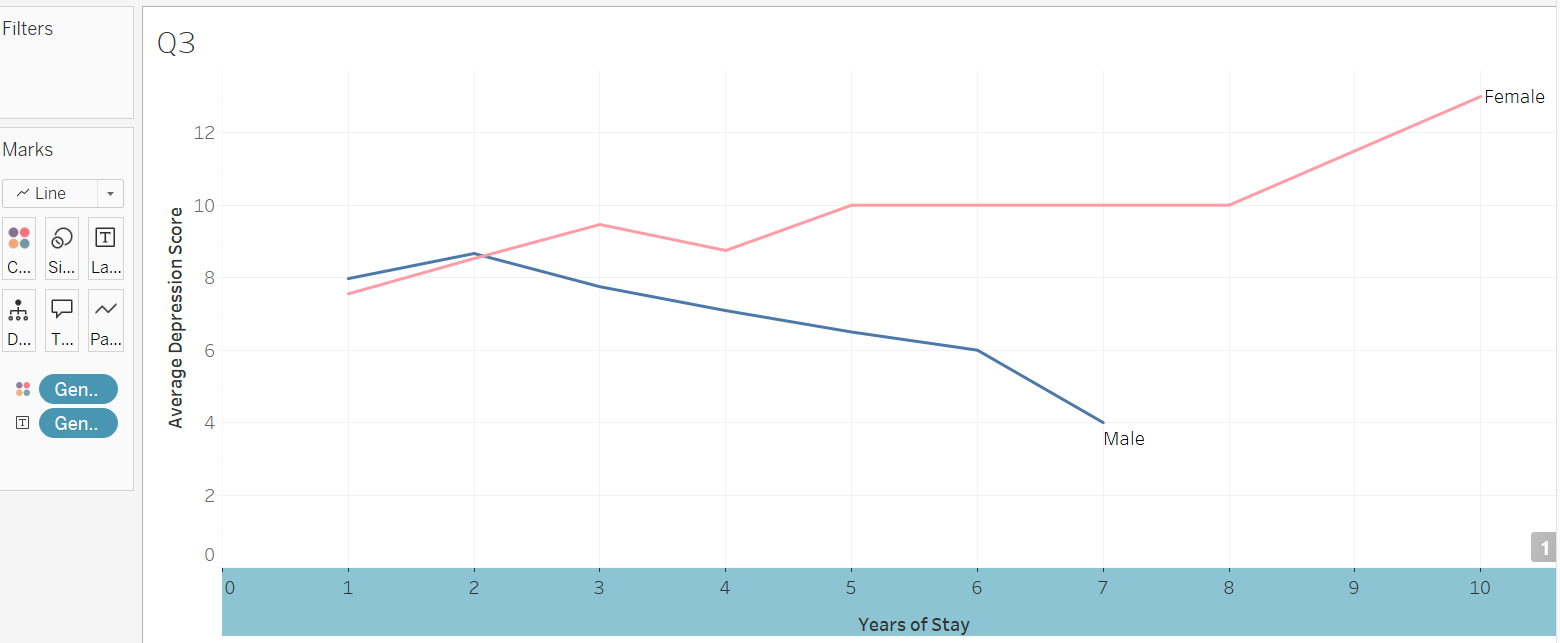 Filters
Marks
Line
C...
Si...
La...
D...
T...
Pa...
Gen..
T
Gen..
Q3
Average Depression Score
12
10
8
6
4
2
0
Female
Male
1
0 1 2 3 4 5 6 7 8 9 10
Years of Stay